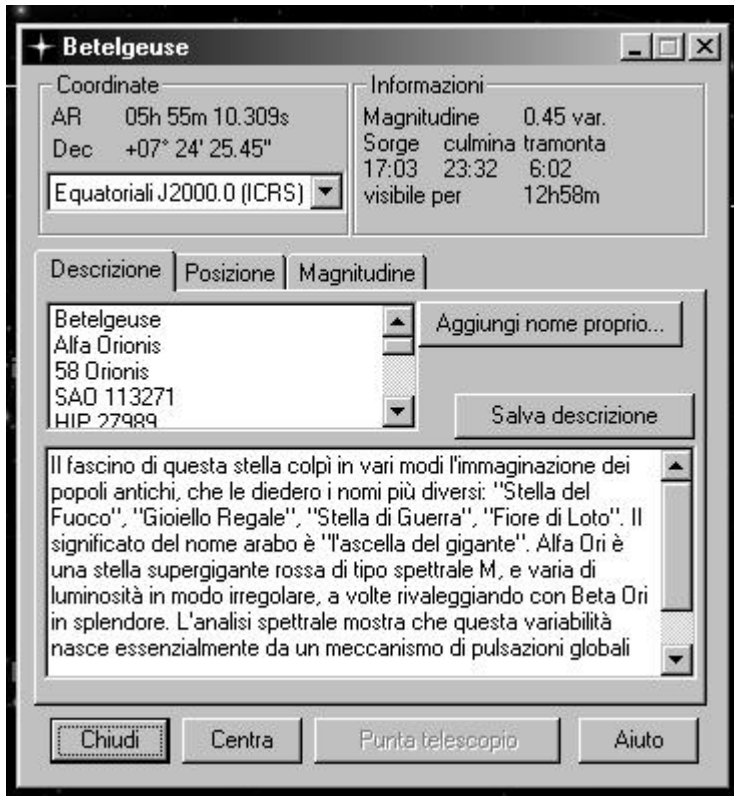 Betelgeuse
Coordinate
AR 05h 55m 10.309s
Dec +07° 24' 25.45"
Equatoriali J2000.0 (ICRS)
Informazioni
Magnitudine 0.45 var.
Sorge culmina tramonta
17:03 23:32 6:02
visibile per 12h58m
Descrizione Posizione Magnitudine
Betelgeuse
Alfa Orionis
58 Orionis
SAO 113271
HIP 27989
Aggiungi nome proprio...
Salva descrizione
Il fascino di questa stella colpì in vari modi l'immaginazione dei
popoli antichi, che le diedero i nomi più diversi: "Stella del
Fuoco", "Gioiello Regale", "Stella di Guerra", "Fiore di Loto". Il
significato del nome arabo è "l'ascella del gigante". Alfa Ori è
una stella supergigante rossa di tipo spettrale M, e varia di
luminosità in modo irregolare, a volte rivaleggiando con Beta Ori
in splendore. L'analisi spettrale mostra che questa variabilità
nasce essenzialmente da un meccanismo di pulsazioni globali
Chiudi Centra Punta telescopio Aiuto